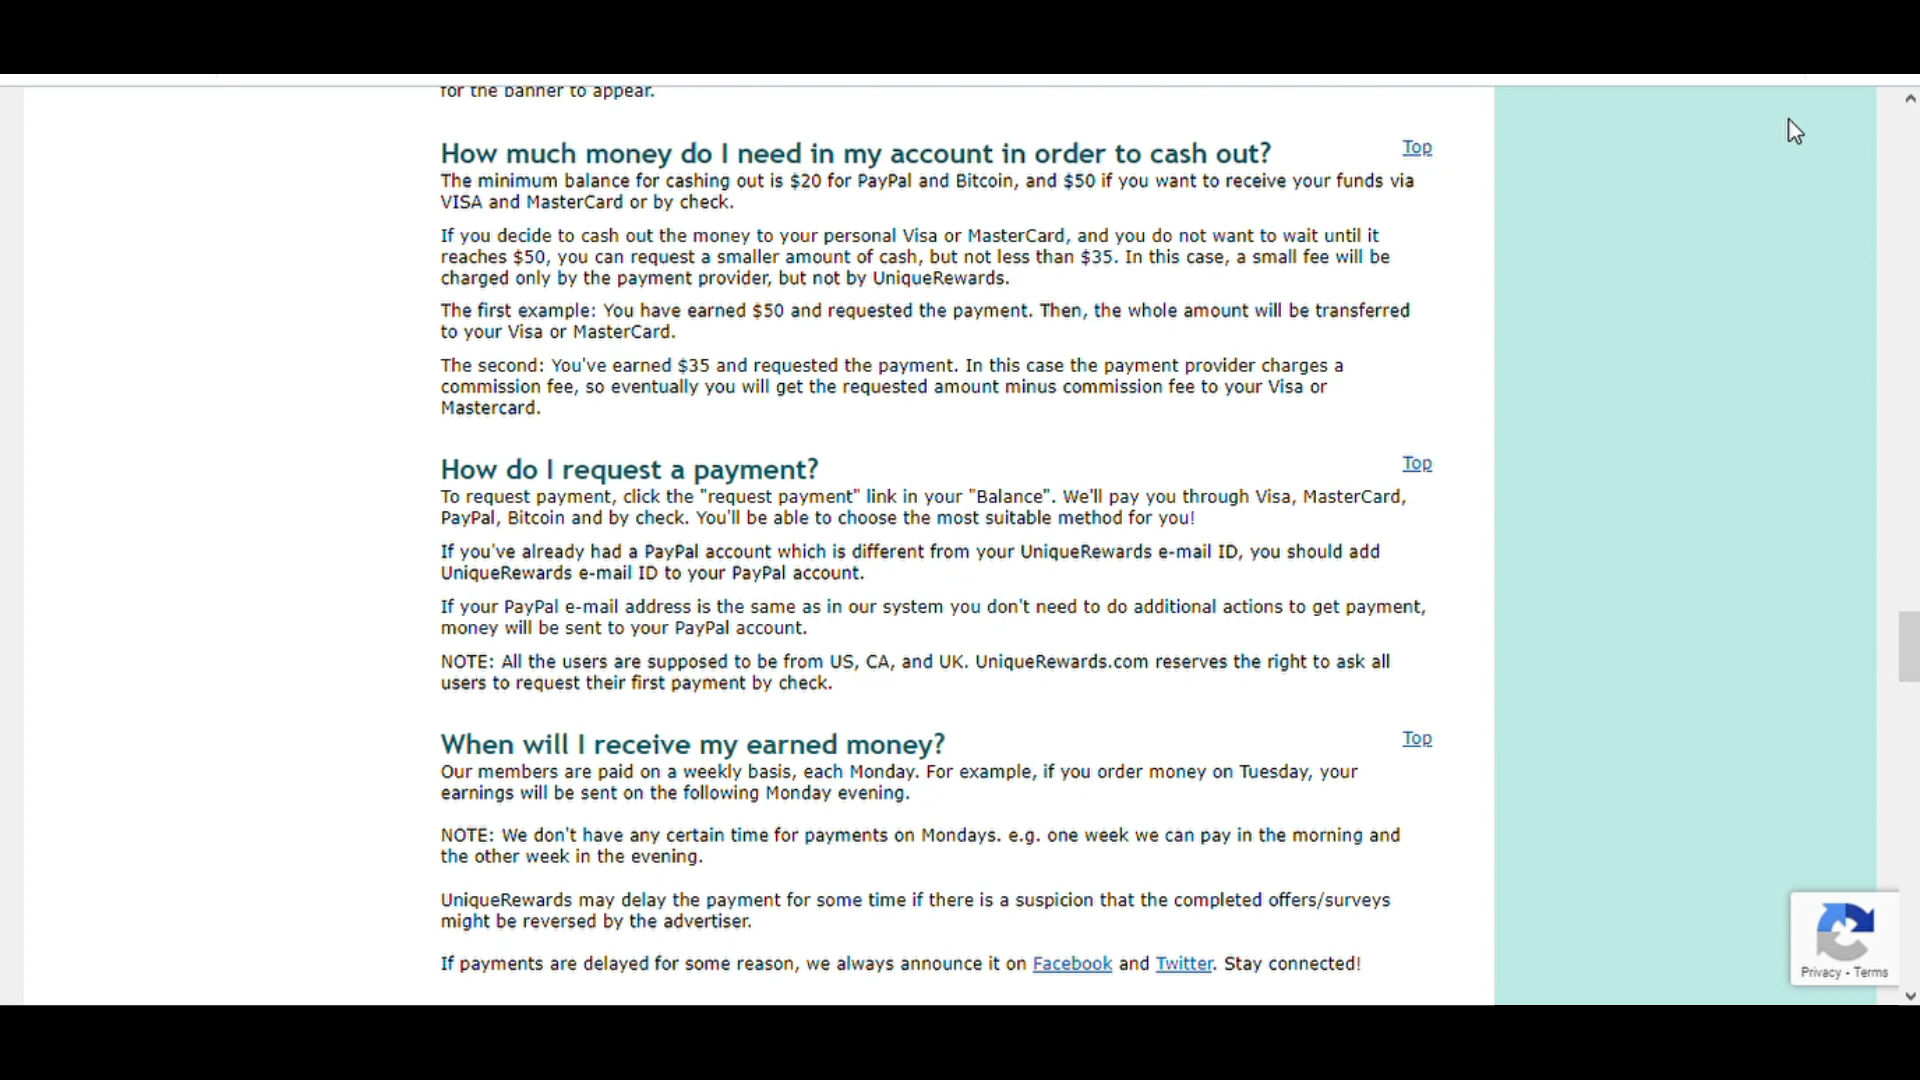 for the banner to appear.
How much money do I need in my account in order to cash out?
Top
The minimum balance for cashing out is $20 for PayPal and Bitcoin, and $50 if you want to receive your funds via
VISA and MasterCard or by check.
If you decide to cash out the money to your personal Visa or MasterCard, and you do not want to wait until it
reaches $50, you can request a smaller amount of cash, but not less than $35. In this case, a small fee will be
charged only by the payment provider, but not by UniqueRewards.
The first example: You have earned $50 and requested the payment. Then, the whole amount will be transferred
to your Visa or MasterCard.
The second: You've earned $35 and requested the payment. In this case the payment provider charges a
commission fee, so eventually you will get the requested amount minus commission fee to your Visa or
Mastercard.
How do I request a payment?
Top
To request payment, click the "request payment" link in your "Balance". We'll pay you through Visa, MasterCard,
PayPal, Bitcoin and by check. You'll be able to choose the most suitable method for you!
If you've already had a PayPal account which is different from your UniqueRewards e-mail ID, you should add
UniqueRewards e-mail ID to your PayPal account.
If your PayPal e-mail address is the same as in our system you don't need to do additional actions to get payment,
money will be sent to your PayPal account.
NOTE: All the users are supposed to be from US, CA, and UK. UniqueRewards.com reserves the right to ask all
users to request their first payment by check.
When will I receive my earned money?
Top
Our members are paid on a weekly basis, each Monday. For example, if you order money on Tuesday, your
earnings will be sent on the following Monday evening.
NOTE: We don't have any certain time for payments on Mondays. e.g. one week we can pay in the morning and
the other week in the evening.
UniqueRewards may delay the payment for some time if there is a suspicion that the completed offers/surveys
might be reversed by the advertiser.
If payments are delayed for some reason, we always announce it on Facebook and Twitter. Stay connected!
Privacy - Terms